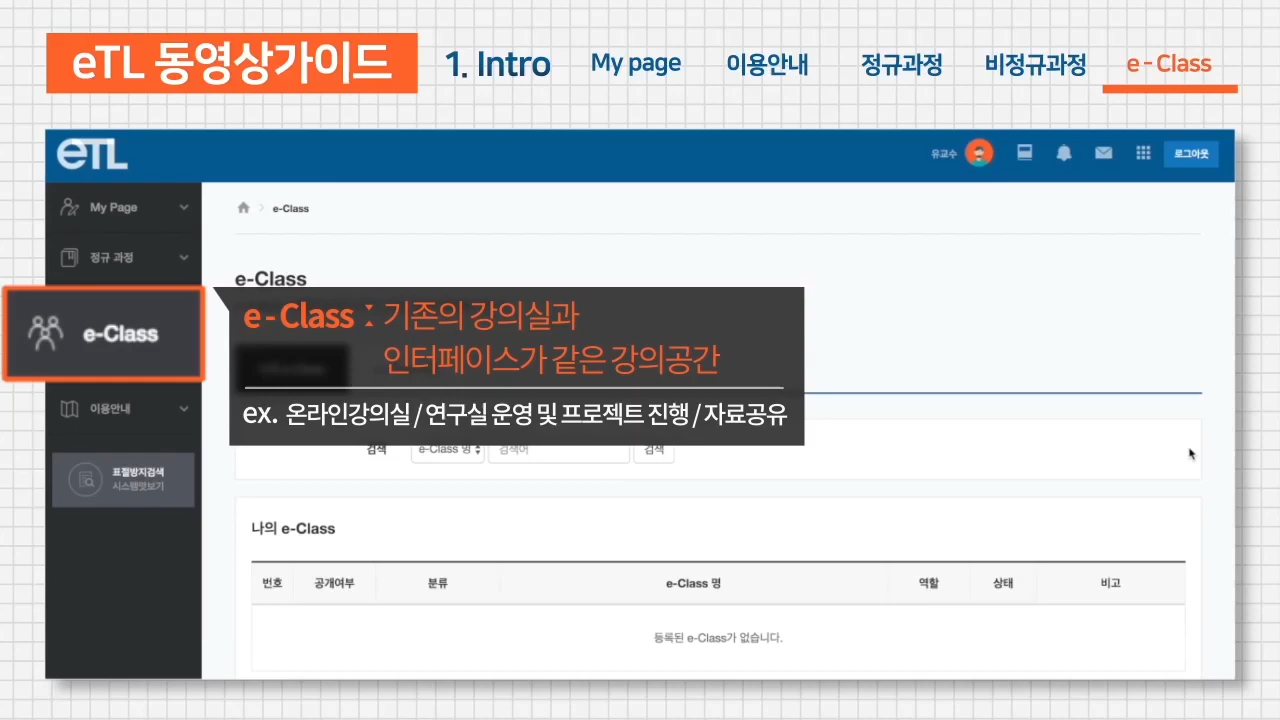 eTL 동영상가이드
1. Intro
My page
이용안내
정규과정
비정규과정
e - Class
eTL
유교수
로그아웃
My Page
정규 과정
e-Class
이용안내
표절방지검색
시스템맛보기
e-Class
e-Class
e - Class : 기존의 강의실과
인터페이스가 같은 강의공간
ex. 온라인강의실 / 연구실 운영 및 프로젝트 진행 / 자료공유
검색 e-Class 명 검색어 검색
나의 e-Class
번호 공개여부 분류 e-Class 명 역할 상태 비고
등록된 e-Class가 없습니다.